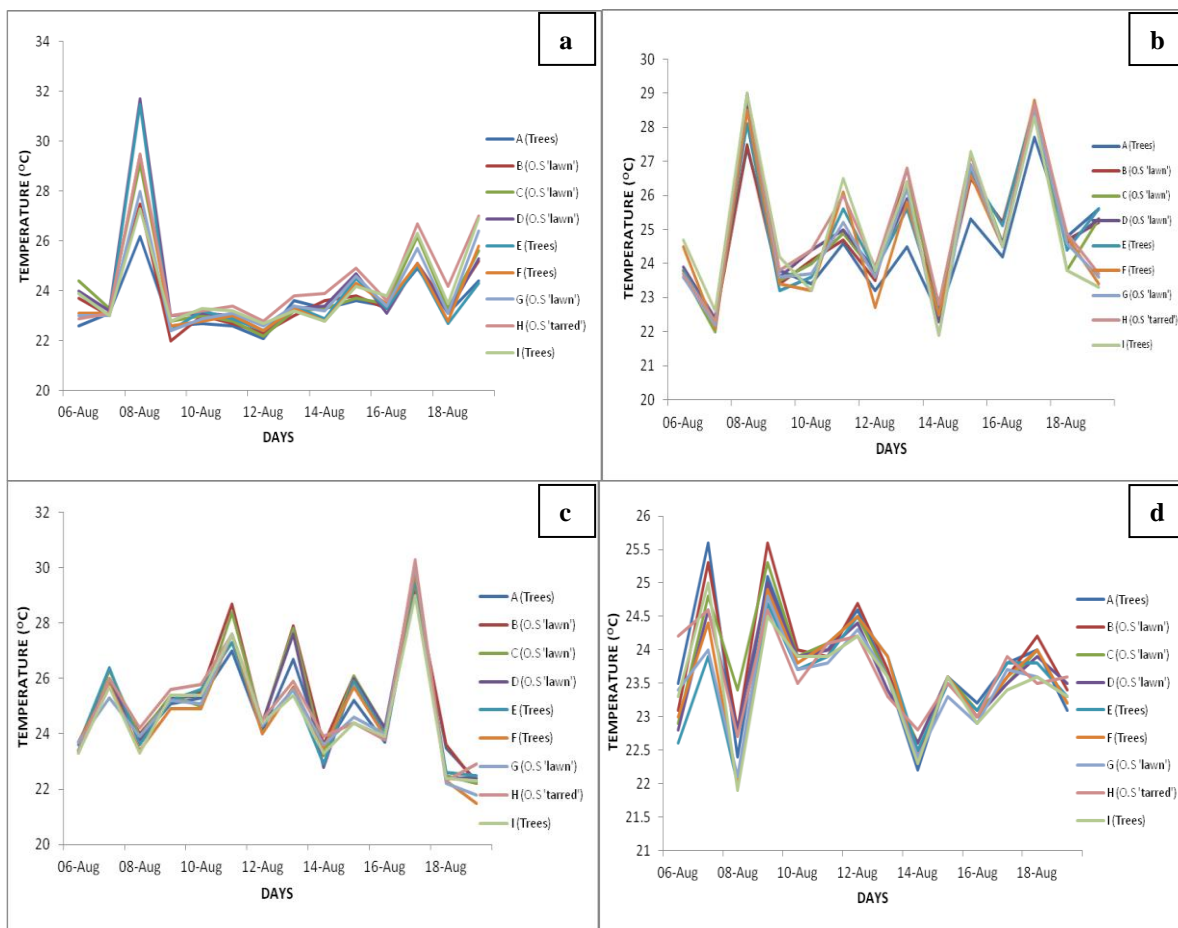 a
34
32
30
28
26
24
22
20
TEMPERATURE (°C)
06-Aug 08-Aug 10-Aug 12-Aug 14-Aug 16-Aug 18-Aug
DAYS
A (Trees)
B (O.S 'lawn')
C (O.S 'lawn')
D (O.S 'lawn')
E (Trees)
F (Trees)
G (O.S 'lawn')
H (O.S 'tarred')
I (Trees)
b
30
29
28
27
26
25
24
23
22
21
20
TEMPERATURE (°C)
06-Aug 08-Aug 10-Aug 12-Aug 14-Aug 16-Aug 18-Aug
DAYS
A (Trees)
B (O.S 'lawn')
C (O.S 'lawn')
D (O.S 'lawn')
E (Trees)
F (Trees)
G (O.S 'lawn')
H (O.S 'tarred')
I (Trees)
c
32
30
28
26
24
22
20
TEMPERATURE (°C)
06-Aug 08-Aug 10-Aug 12-Aug 14-Aug 16-Aug 18-Aug
DAYS
A (Trees)
B (O.S 'lawn')
C (O.S 'lawn')
D (O.S 'lawn')
E (Trees)
F (Trees)
G (O.S 'lawn')
H (O.S 'tarred')
I (Trees)
d
26
25.5
25
24.5
24
23.5
23
22.5
22
21.5
21
TEMPERATURE (°C)
06-Aug 08-Aug 10-Aug 12-Aug 14-Aug 16-Aug 18-Aug
DAYS
A (Trees)
B (O.S 'lawn')
C (O.S 'lawn')
D (O.S 'lawn')
E (Trees)
F (Trees)
G (O.S 'lawn')
H (O.S 'tarred')
I (Trees)